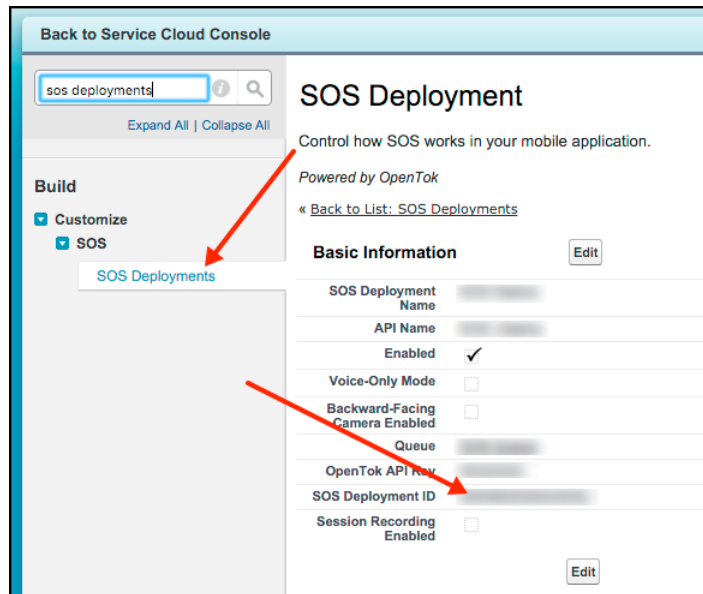 Back to Service Cloud Console
sos deployments
Expand All | Collapse All
Build
Customize
SOS
SOS Deployments
SOS Deployment
Control how SOS works in your mobile application.
Powered by OpenTok
« Back to List: SOS Deployments
Basic Information
Edit
SOS Deployment
Name
API Name
Enabled
Voice-Only Mode
Backward-Facing
Camera Enabled
Queue
OpenTok API Key
SOS Deployment ID
Session Recording
Enabled
Edit